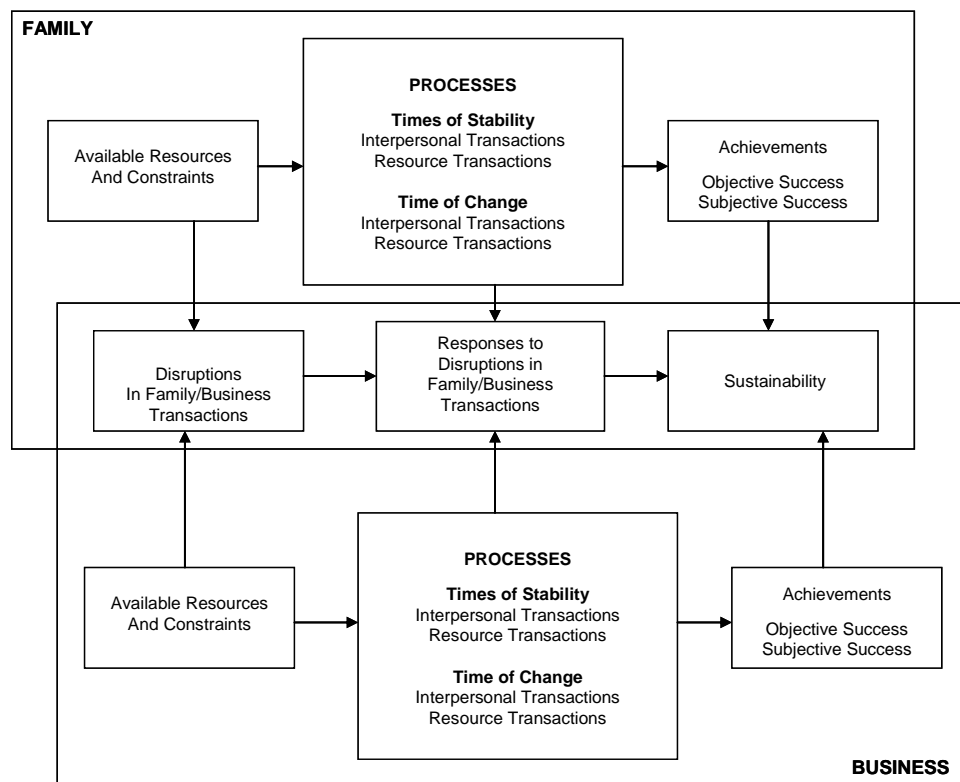 FAMILY
PROCESSES
Times of Stability
Interpersonal Transactions
Resource Transactions
Time of Change
Interpersonal Transactions
Resource Transactions
Available Resources
And Constraints
Achievements
Objective Success
Subjective Success
Disruptions
In Family/Business
Transactions
Responses to
Disruptions in
Family/Business
Transactions
Sustainability
Available Resources
And Constraints
PROCESSES
Times of Stability
Interpersonal Transactions
Resource Transactions
Time of Change
Interpersonal Transactions
Resource Transactions
Achievements
Objective Success
Subjective Success
BUSINESS